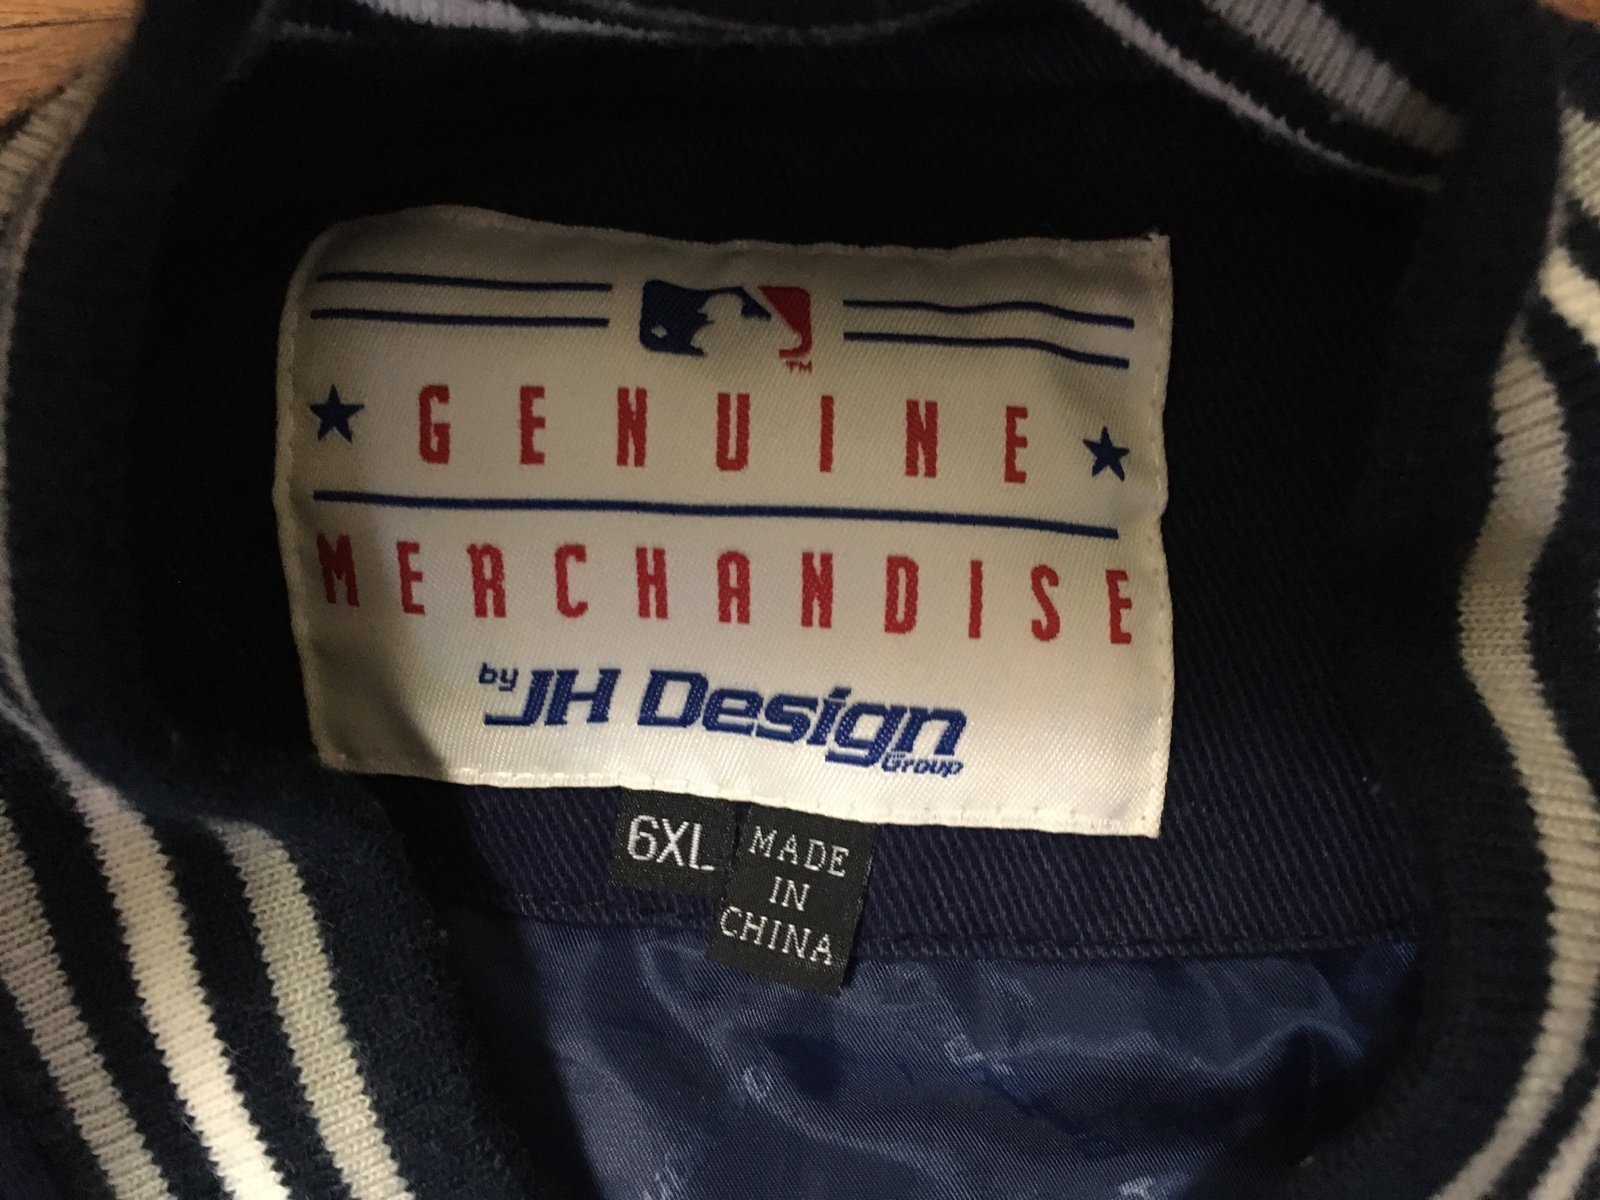 TM
GENUINE
MERCHANDISE
by JH Design
Group
6XL
MADE
IN
CHINA